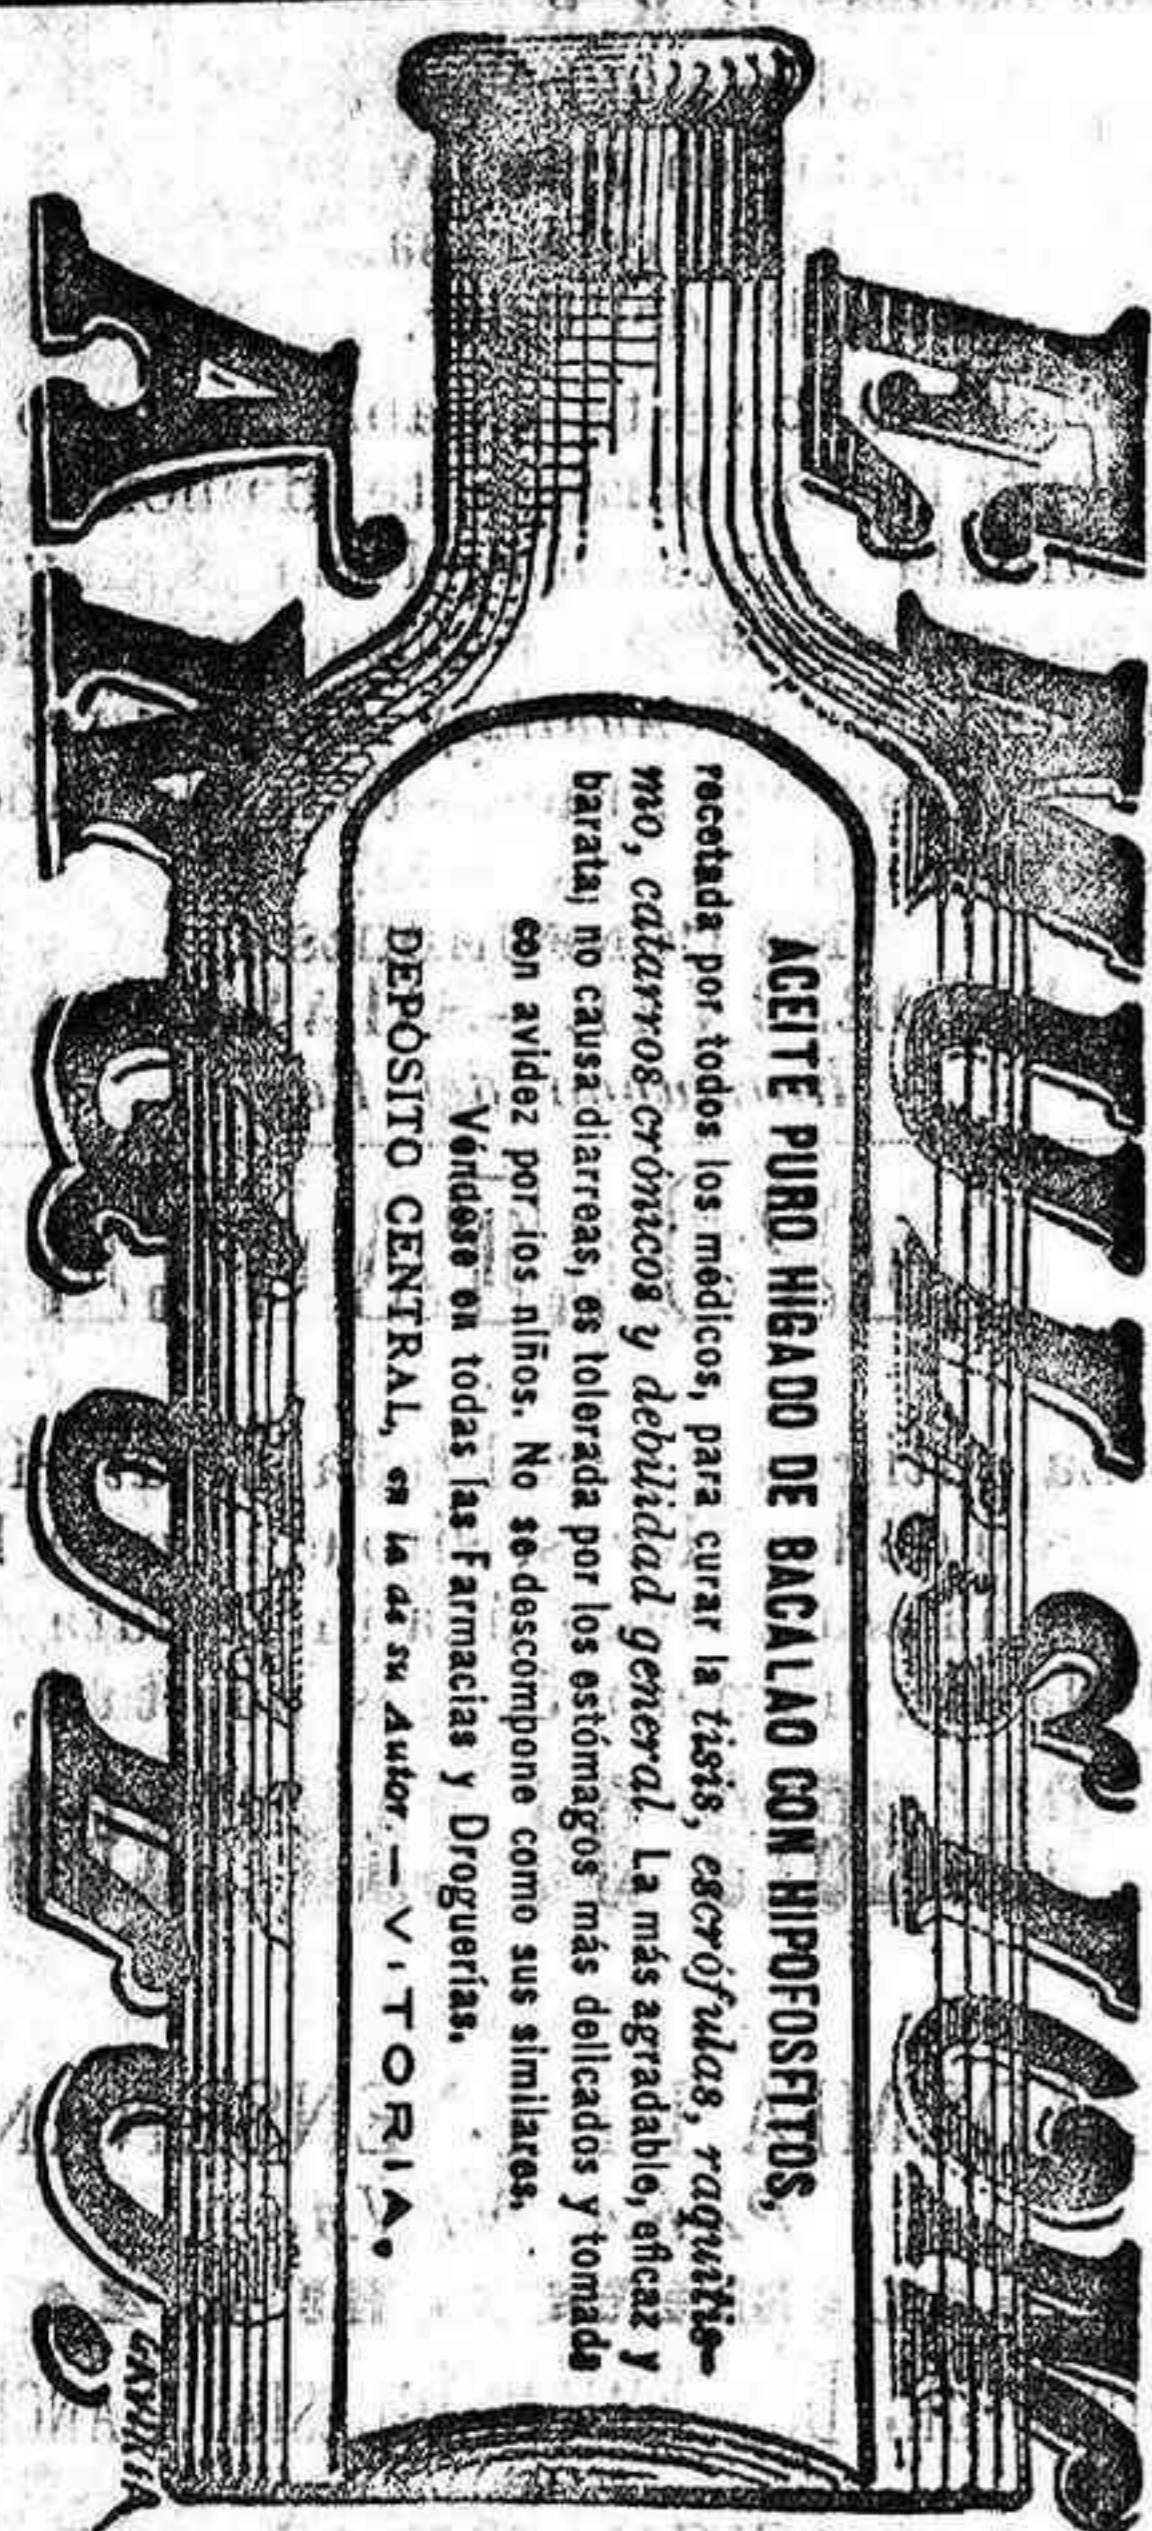 EMULSIÓN
ACEITE PURO HIGADO DE BACALAO CON HIPOFOSFITOS,
recetada por todos los médicos, para curar la tisis, escrófulas, raquitis-
mo, catarros crónicos y debilidad general. La más agradable, eficaz y
barata; no causa diarreas, es tolerada por los estómagos más delicados y tomada
con avidez por los niños. No se descompone como sus similares.
Véndese en todas las Farmacias y Droguerías.
DEPÓSITO CENTRAL, en la de su Autor.—VITORIA.